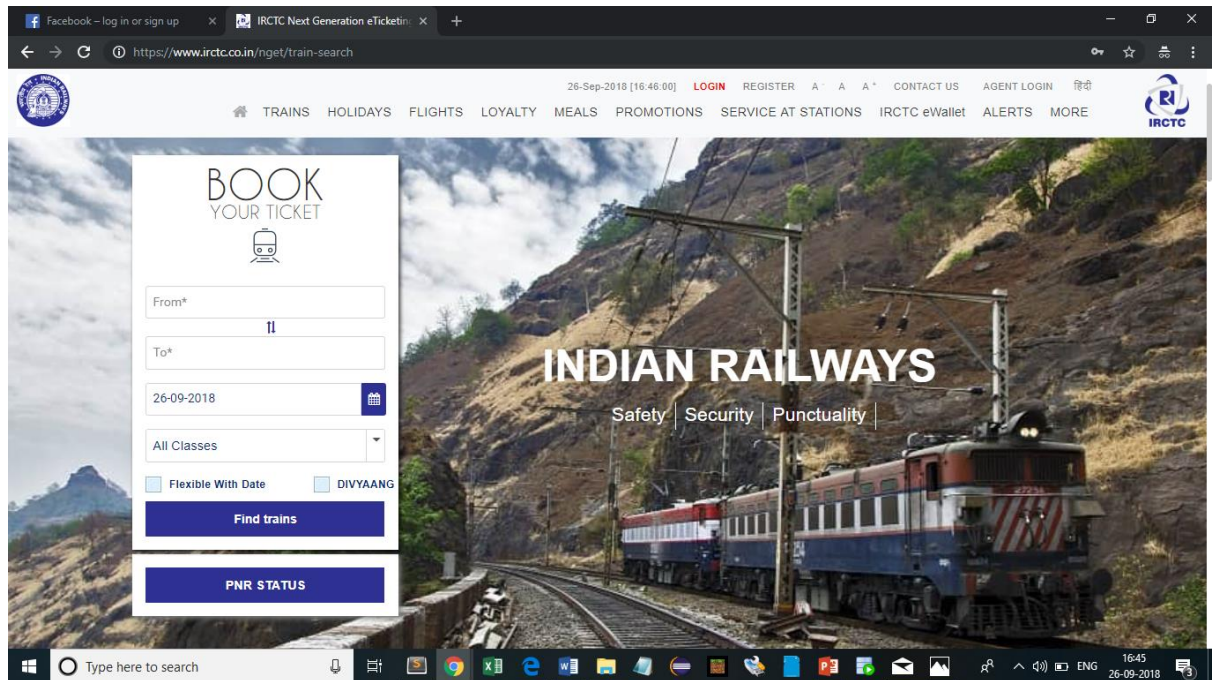 Facebook – log in or sign up
IRCTC Next Generation eTicketing
https://www.irctc.co.in/nget/train-search
26-Sep-2018 [16:46:00] LOGIN REGISTER A- A A+ CONTACT US AGENT LOGIN हिंदी
TRAINS HOLIDAYS FLIGHTS LOYALTY MEALS PROMOTIONS SERVICE AT STATIONS IRCTC eWallet ALERTS MORE
IRCTC
BOOK
YOUR TICKET
From*
To*
26-09-2018
All Classes
Flexible With Date DIVYAANG
Find trains
PNR STATUS
INDIAN RAILWAYS
Safety Security Punctuality
Type here to search
ENG
16:45
26-09-2018
3